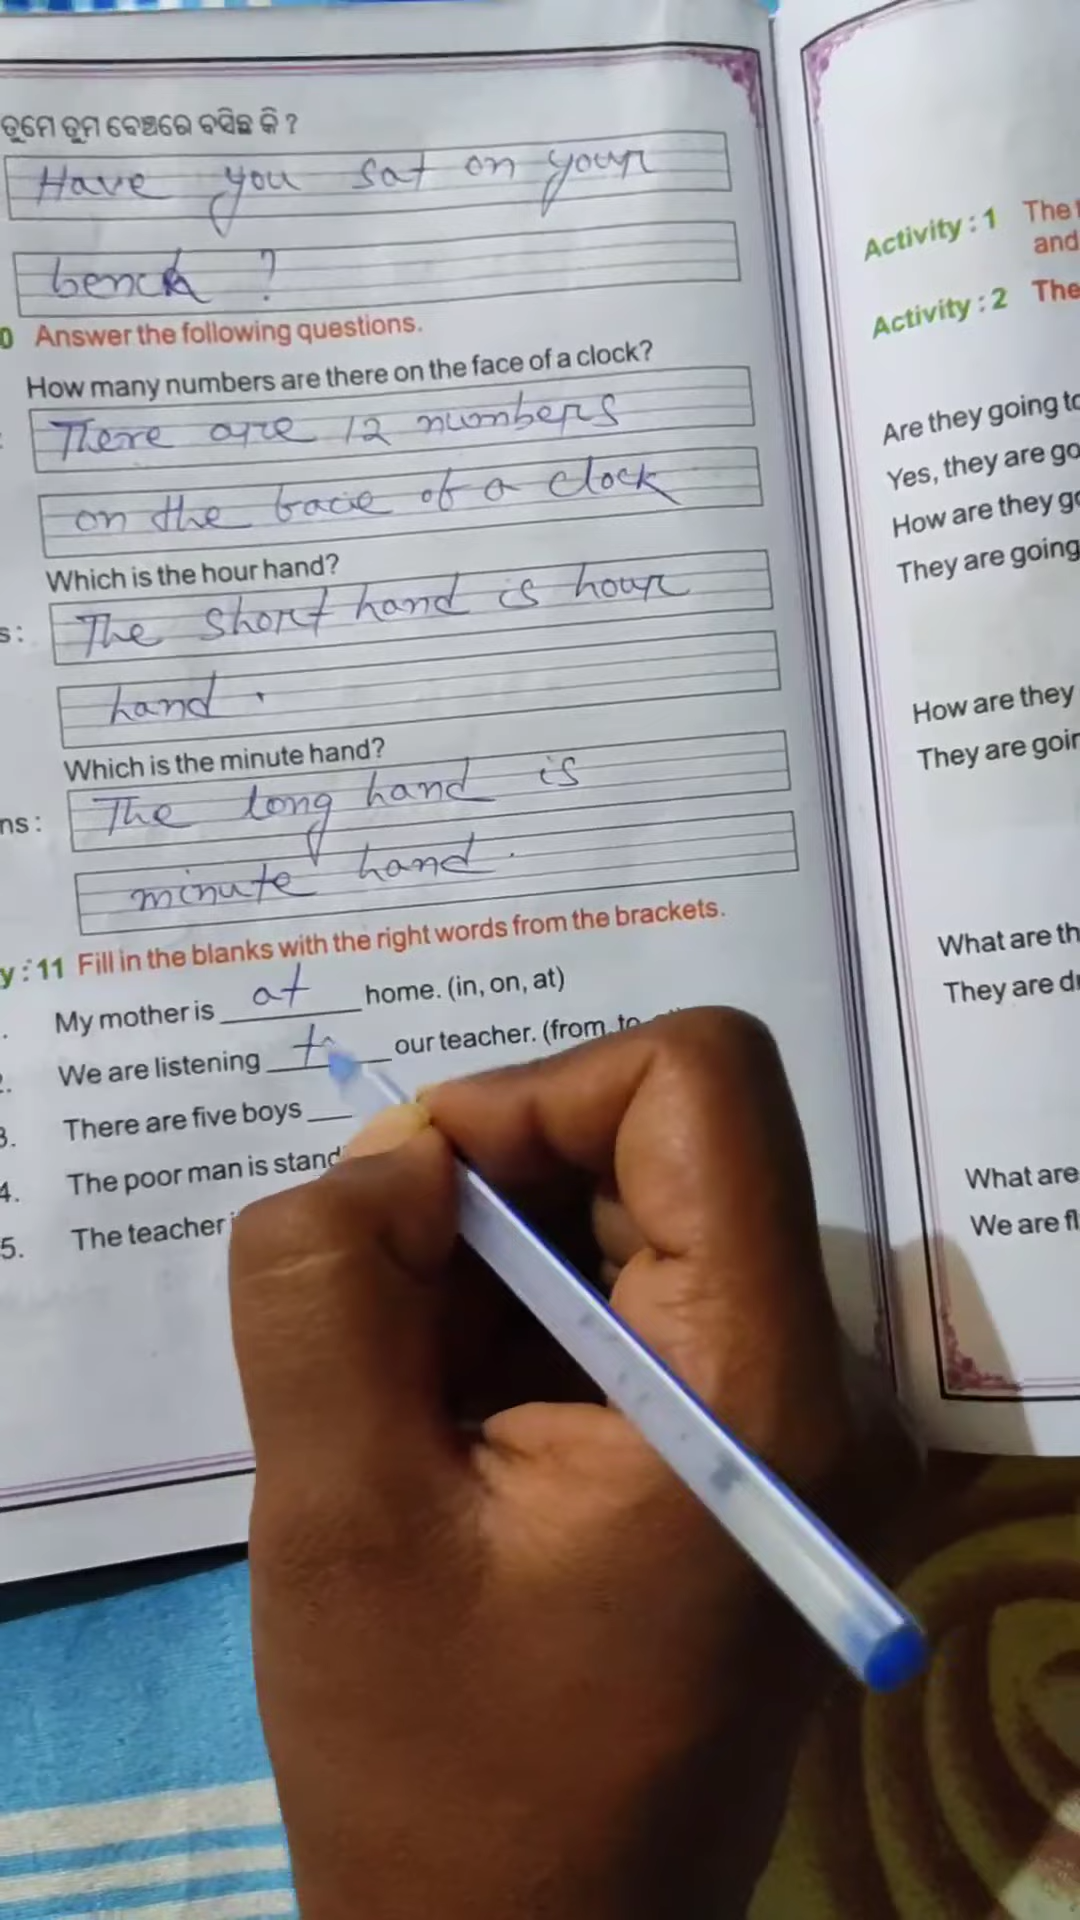 ତୁମେ ତୁମ ବେଞ୍ଚରେ ବସିଛ କି ?
Have you sat on your
bench ?
0 Answer the following questions.
How many numbers are there on the face of a clock?
There are 12 numbers
on the face of a clock
Which is the hour hand?
s: The short hand is hour
hand .
Which is the minute hand?
ns : The long hand is
minute hand .
y : 11 Fill in the blanks with the right words from the brackets.
. My mother is at home. (in, on, at)
2. We are listening to our teacher. (from, to
3. There are five boys
4. The poor man is stand
5. The teacher
Activity : 1 The
and
Activity : 2 The
Are they going to
Yes, they are go
How are they go
They are going
How are they
They are goin
What are th
They are d
What are
We are fl